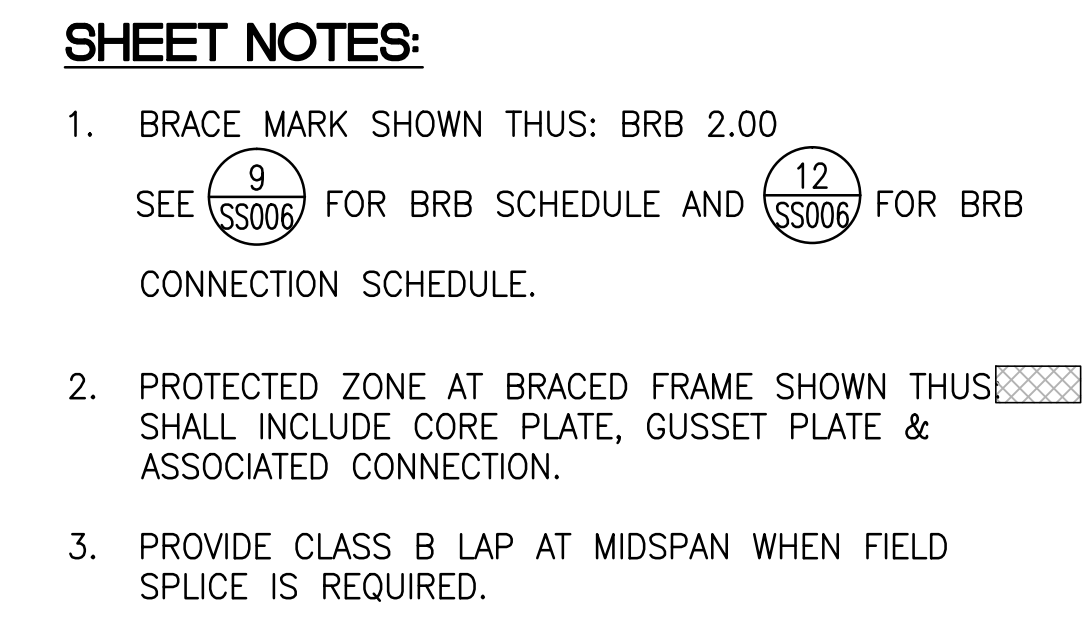 SHEET NOTES:
1. BRACE MARK SHOWN THUS: BRB 2.00
SEE 9 SS006 FOR BRB SCHEDULE AND 12 SS006 FOR BRB
CONNECTION SCHEDULE.
2. PROTECTED ZONE AT BRACED FRAME SHOWN THUS:
SHALL INCLUDE CORE PLATE, GUSSET PLATE &
ASSOCIATED CONNECTION.
3. PROVIDE CLASS B LAP AT MIDSPAN WHEN FIELD
SPLICE IS REQUIRED.